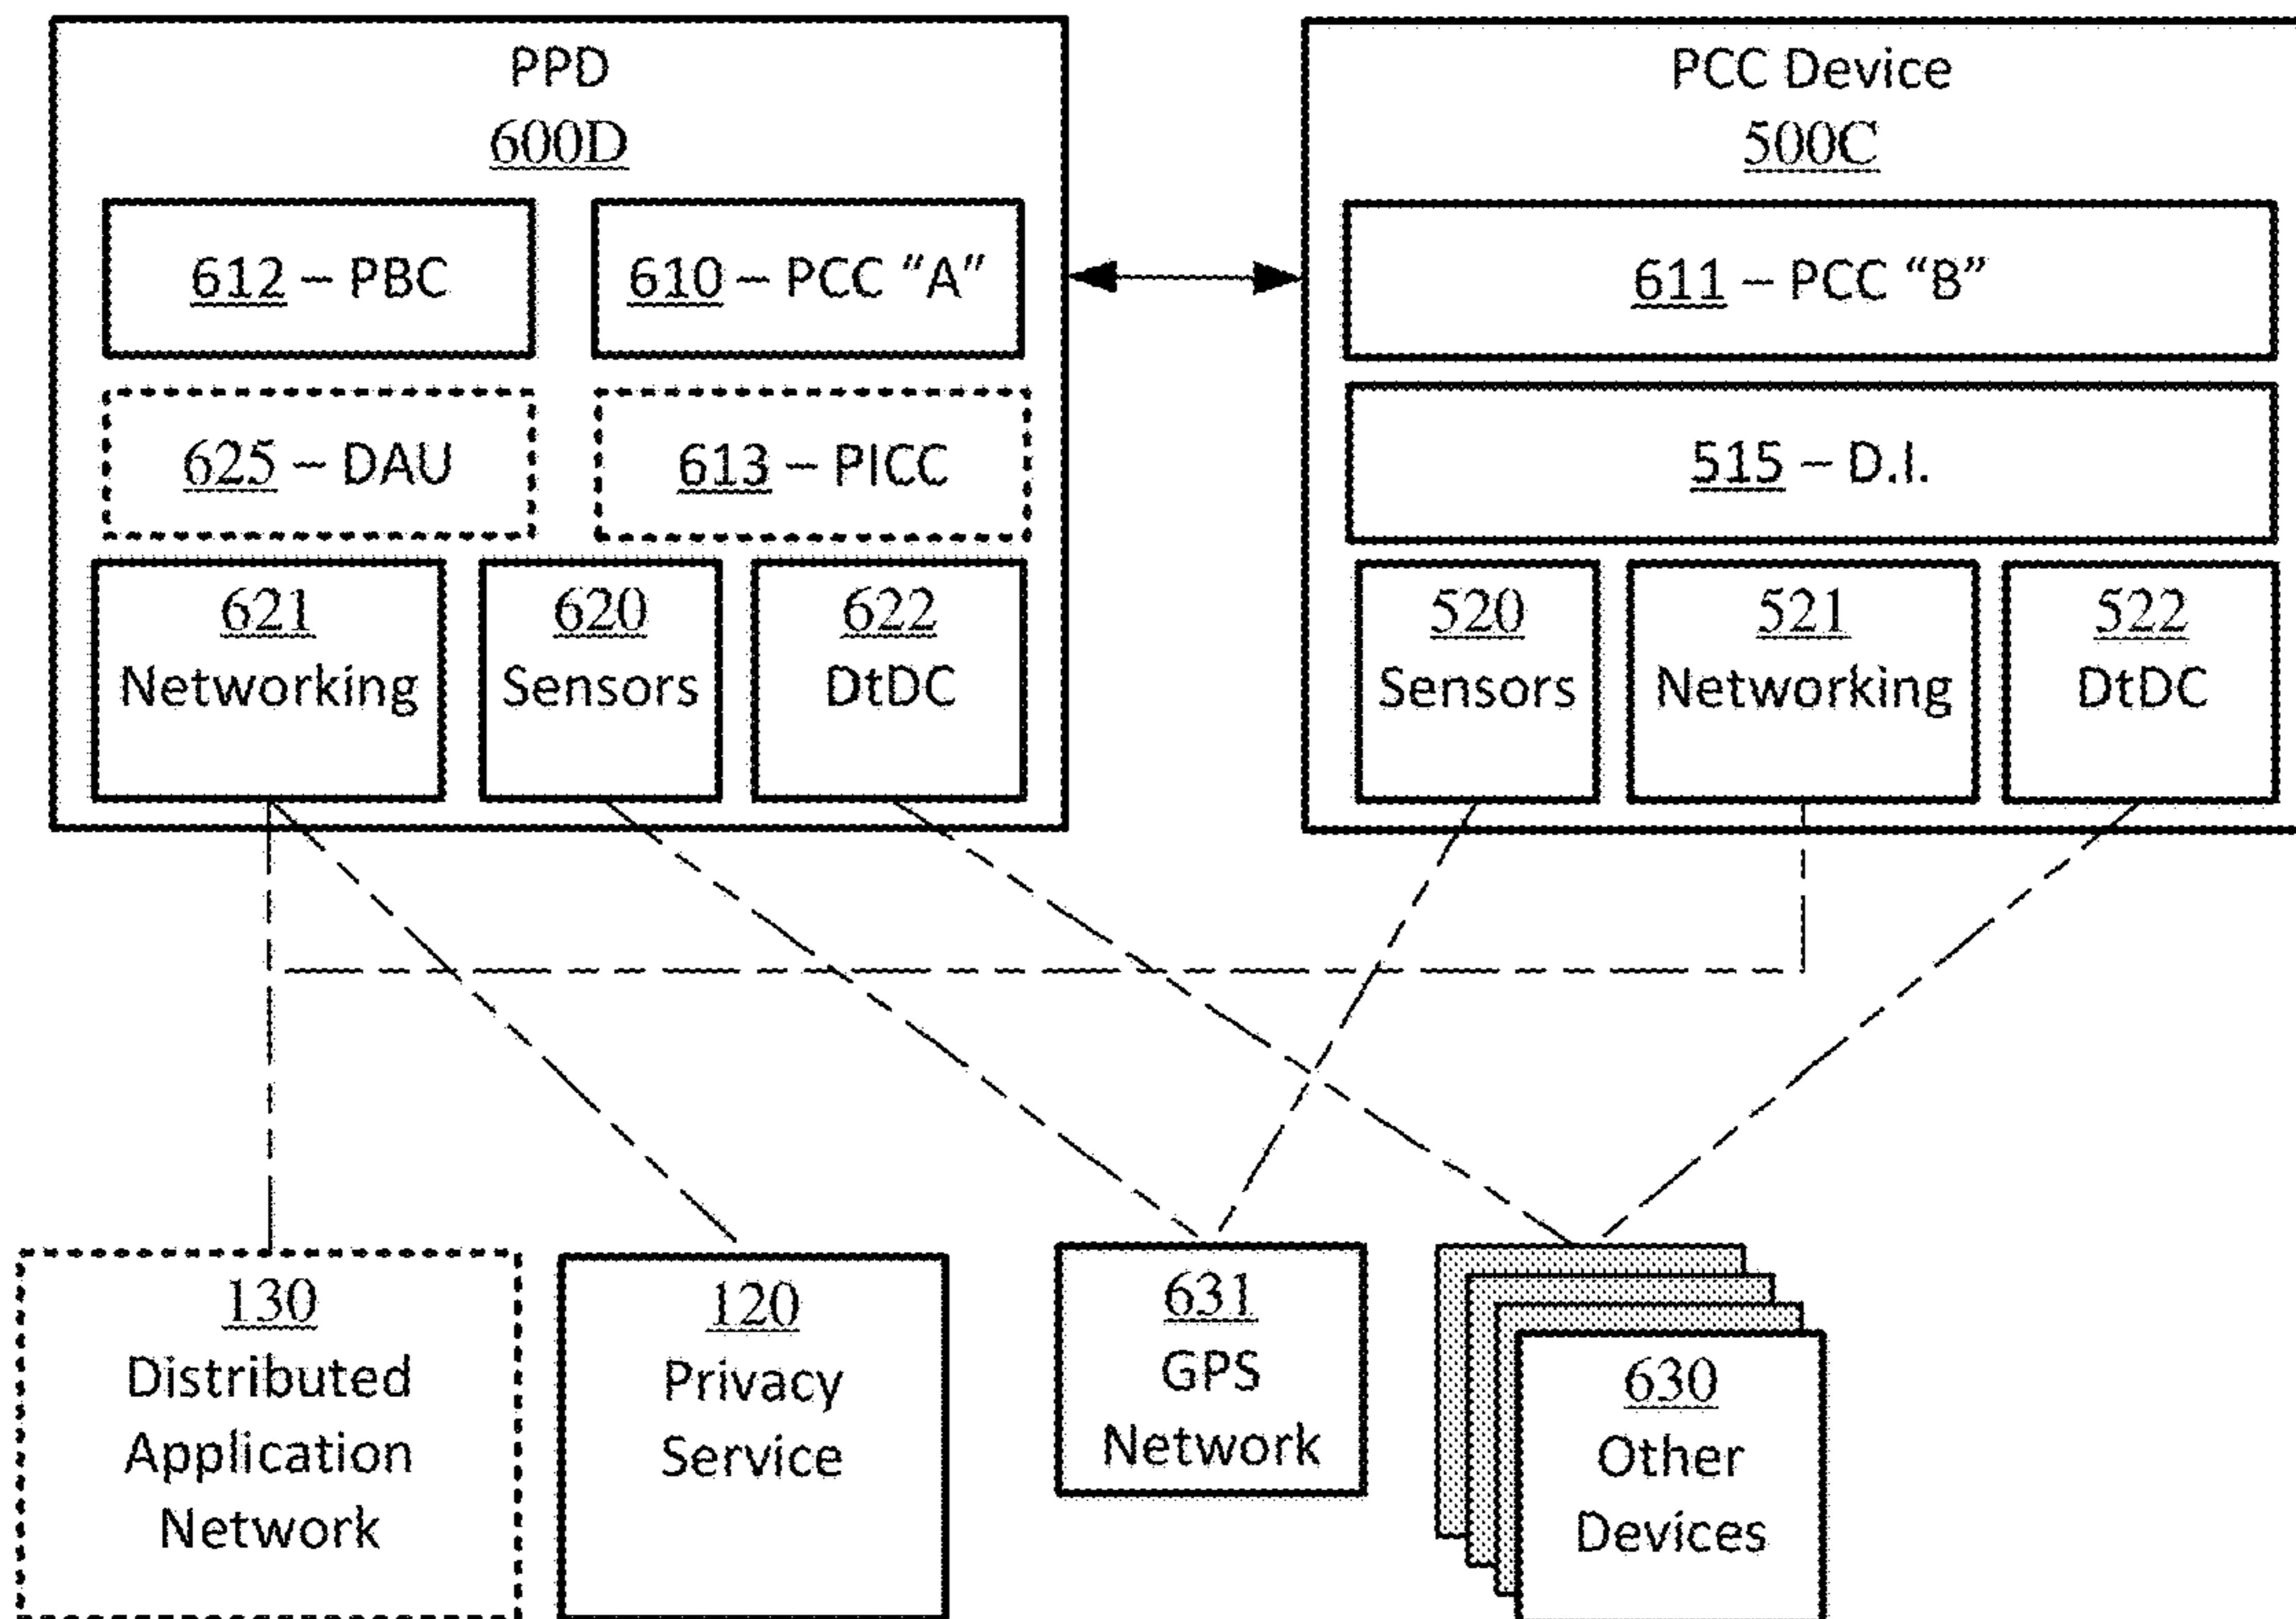 PPD
600D
612 – PBC
610 – PCC “A”
625 – DAU
613 – PICC
621
Networking
620
Sensors
622
DtDC
PCC Device
500C
611 – PCC “B”
515 – D.I.
520
Sensors
521
Networking
522
DtDC
130
Distributed
Application
Network
120
Privacy
Service
631
GPS
Network
630
Other
Devices